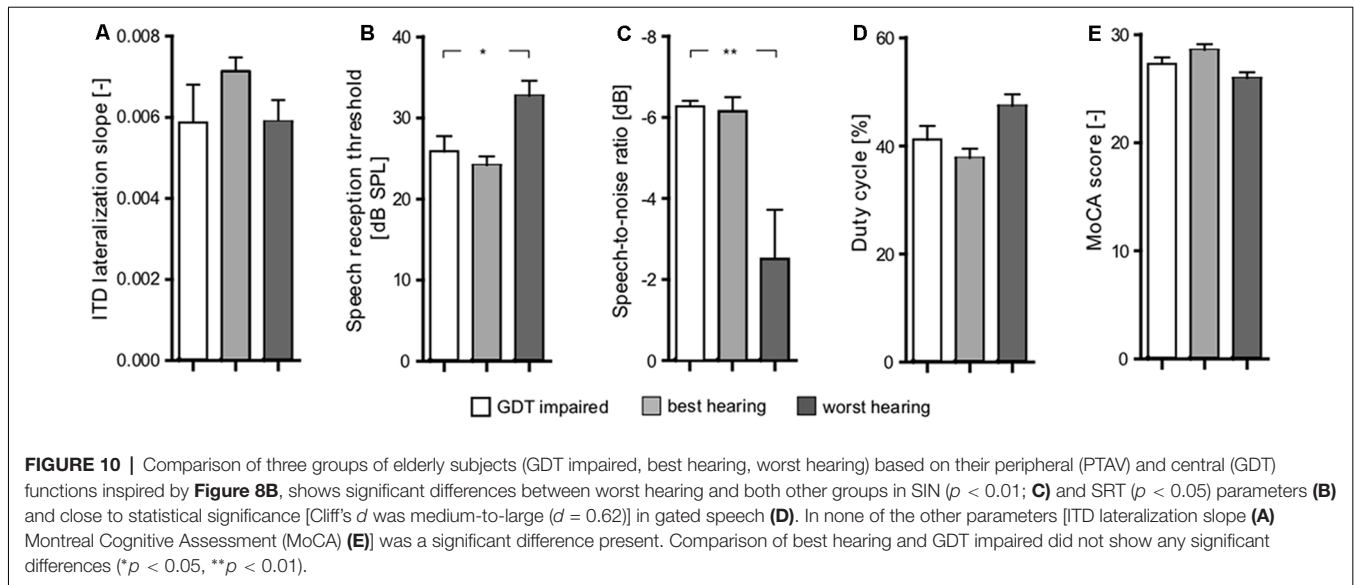 A
B
C
D
E
0.008
0.006
0.004
0.002
0.000
ITD lateralization slope [-]
40
30
20
10
0
Speech reception threshold
[dB SPL]
*
-8
-6
-4
-2
0
Speech-to-noise ratio [dB]
**
60
40
20
0
Duty cycle [%]
30
20
10
0
MoCA score [-]
GDT impaired best hearing worst hearing
FIGURE 10 | Comparison of three groups of elderly subjects (GDT impaired, best hearing, worst hearing) based on their peripheral (PTAV) and central (GDT)
functions inspired by Figure 8B, shows significant differences between worst hearing and both other groups in SIN (p < 0.01; C) and SRT (p < 0.05) parameters (B)
and close to statistical significance [Cliff's d was medium-to-large (d = 0.62)] in gated speech (D). In none of the other parameters [ITD lateralization slope (A)
Montreal Cognitive Assessment (MoCA) (E)] was a significant difference present. Comparison of best hearing and GDT impaired did not show any significant
differences (*p < 0.05, **p < 0.01).